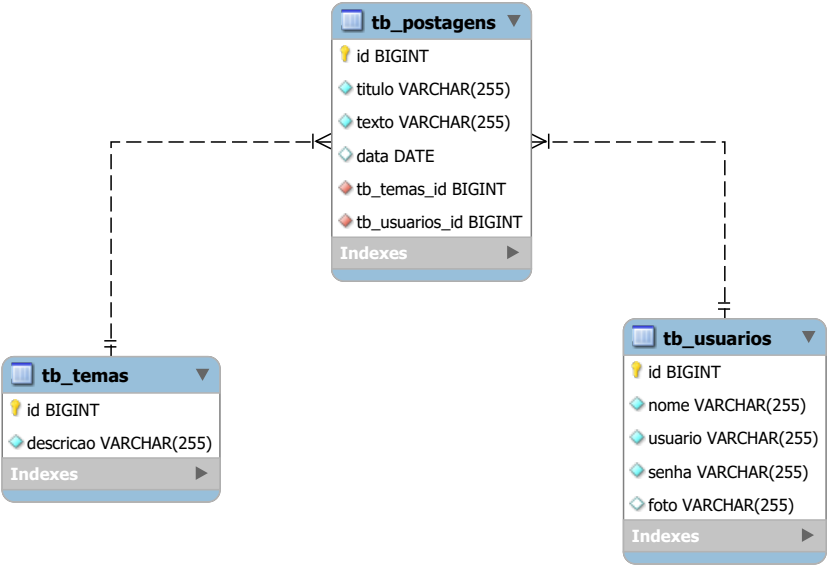 tb_postagens
id BIGINT
titulo VARCHAR(255)
texto VARCHAR(255)
data DATE
tb_temas_id BIGINT
tb_usuarios_id BIGINT
Indexes
tb_temas
id BIGINT
descricao VARCHAR(255)
Indexes
tb_usuarios
id BIGINT
nome VARCHAR(255)
usuario VARCHAR(255)
senha VARCHAR(255)
foto VARCHAR(255)
Indexes